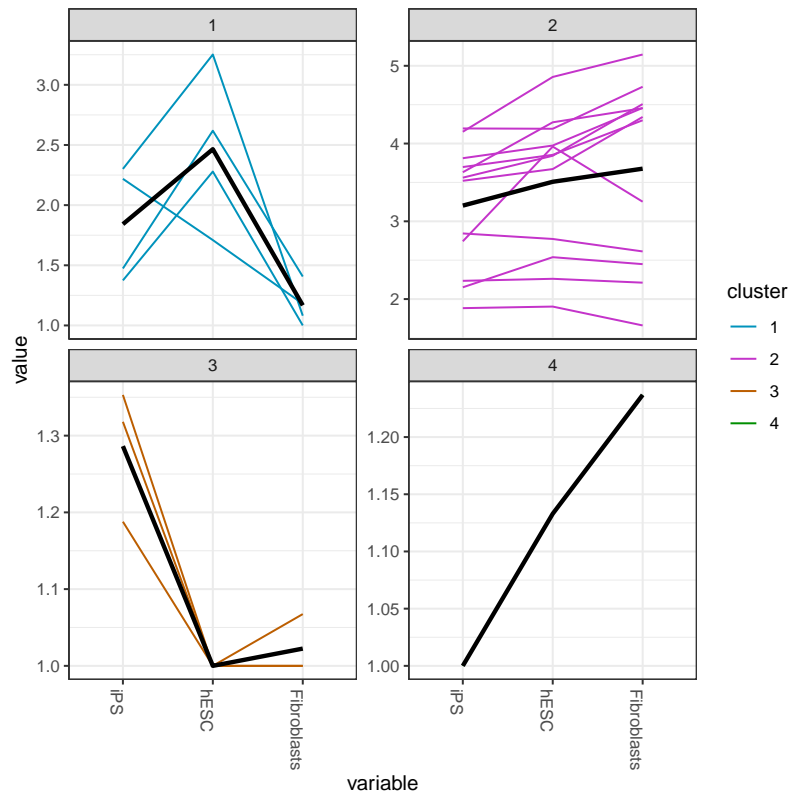 1
2
3.0
2.5
2.0
1.5
1.0
5
4
3
2
value
3
4
1.3
1.2
1.1
1.0
1.20
1.15
1.10
1.05
1.00
iPS
hESC
Fibroblasts
iPS
hESC
Fibroblasts
variable
cluster
1
2
3
4